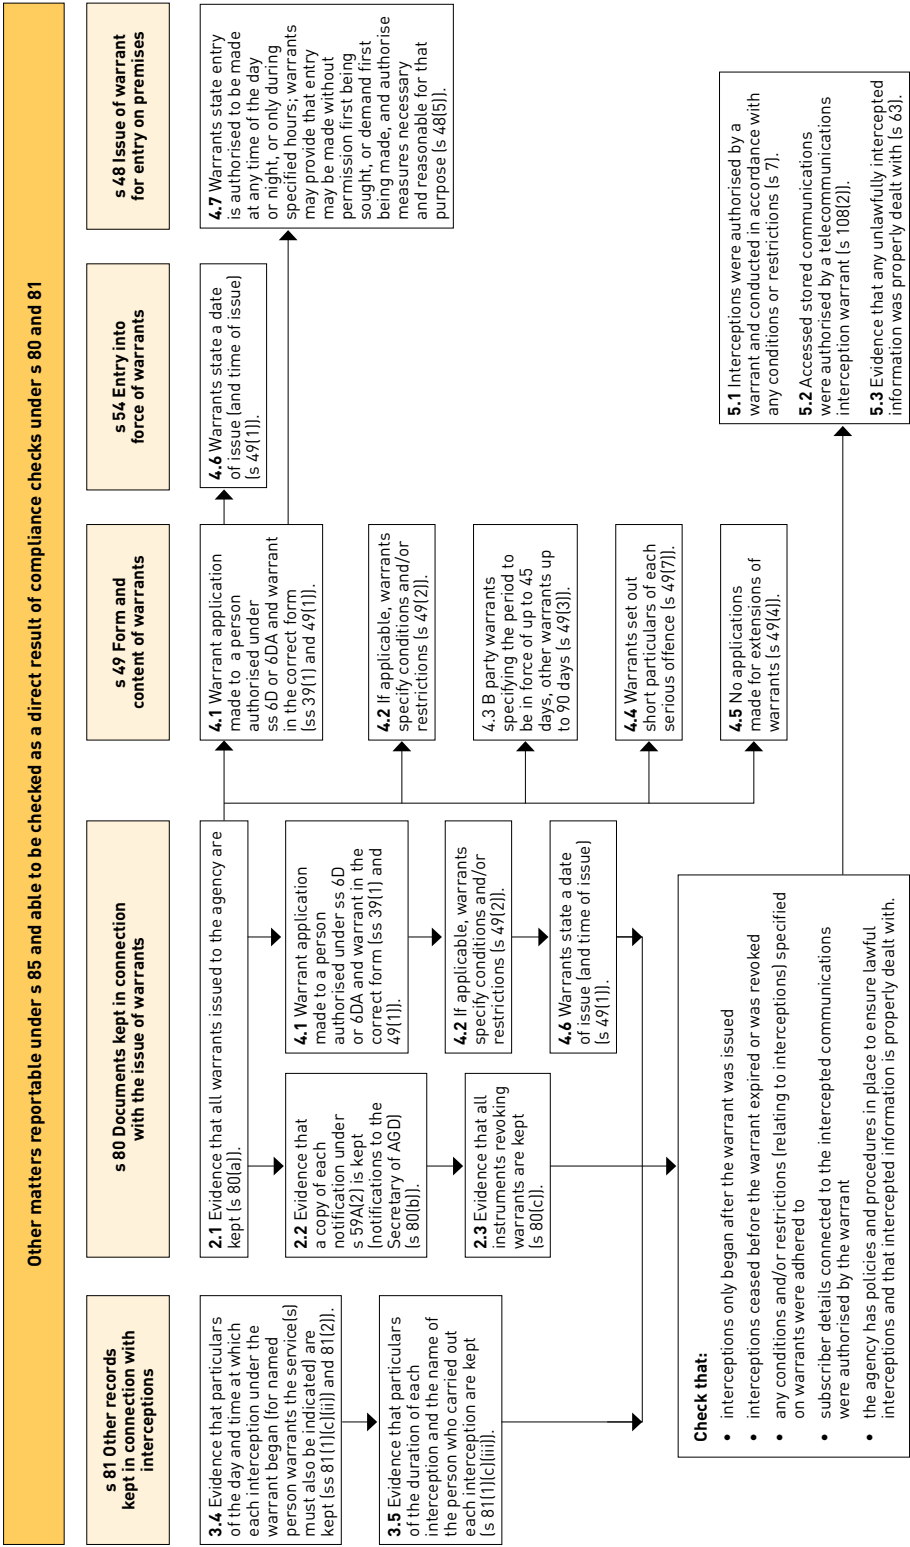 Other matters reportable under s 85 and able to be checked as a direct result of compliance checks under s 80 and 81
s 81 Other records
kept in connection with
interceptions
s 80 Documents kept in connection
with the issue of warrants
s 49 Form and
content of warrants
s 54 Entry into
force of warrants
s 48 Issue of warrant
for entry on premises
3.4 Evidence that particulars
of the day and time at which
each interception under the
warrant began (for named
person warrants the service(s)
must also be indicated) are
kept (ss 81(1)(c)(ii) and 81(2)).
3.5 Evidence that particulars
of the duration of each
interception and the name of
the person who carried out
each interception are kept
(s 81(1)(c)(iii)).
2.1 Evidence that all warrants issued to the agency are
kept (s 80(a)).
2.2 Evidence that
a copy of each
notification under
s 59A(2) is kept
(notifications to the
Secretary of AGD)
(s 80(b)).
2.3 Evidence that all
instruments revoking
warrants are kept
(s 80(c)).
4.1 Warrant application
made to a person
authorised under ss 6D
or 6DA and warrant in the
correct form (ss 39(1) and
49(1)).
4.2 If applicable, warrants
specify conditions and/or
restrictions (s 49(2)).
4.6 Warrants state a date
of issue (and time of issue)
(s 49(1)).
4.1 Warrant application
made to a person
authorised under
ss 6D or 6DA and warrant
in the correct form
(ss 39(1) and 49(1)).
4.2 If applicable, warrants
specify conditions and/or
restrictions (s 49(2)).
4.3 B party warrants
specifying the period to
be in force of up to 45
days, other warrants up
to 90 days (s 49(3)).
4.4 Warrants set out
short particulars of each
serious offence (s 49(7)).
4.5 No applications
made for extensions of
warrants (s 49(4)).
4.6 Warrants state a date
of issue (and time of issue)
(s 49(1)).
4.7 Warrants state entry
is authorised to be made
at any time of the day
or night, or only during
specified hours; warrants
may provide that entry
may be made without
permission first being
sought, or demand first
being made, and authorise
measures necessary
and reasonable for that
purpose (s 48(5)).
Check that:
• interceptions only began after the warrant was issued
• interceptions ceased before the warrant expired or was revoked
• any conditions and/or restrictions (relating to interceptions) specified
on warrants were adhered to
• subscriber details connected to the intercepted communications
were authorised by the warrant
• the agency has policies and procedures in place to ensure lawful
interceptions and that intercepted information is properly dealt with.
5.1 Interceptions were authorised by a
warrant and conducted in accordance with
any conditions or restrictions (s 7).
5.2 Accessed stored communications
were authorised by a telecommunications
interception warrant (s 108(2)).
5.3 Evidence that any unlawfully intercepted
information was properly dealt with (s 63).